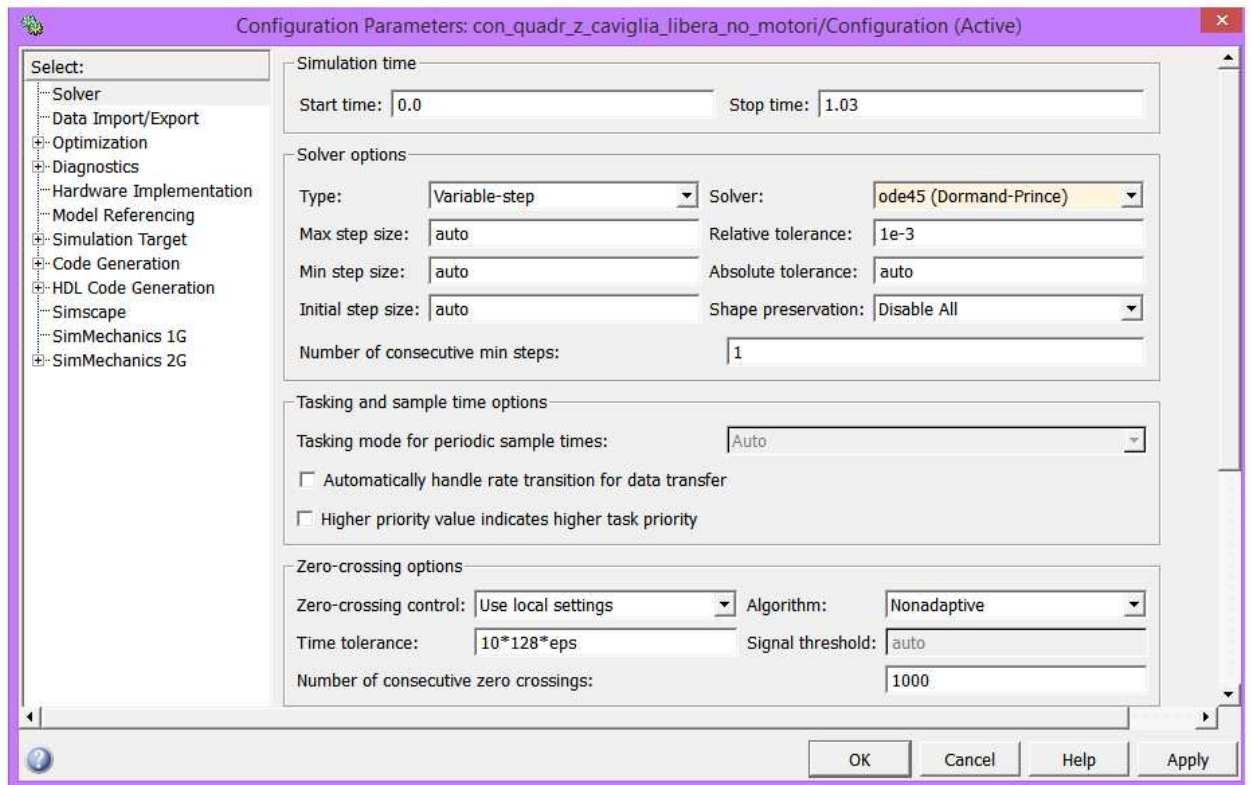 Configuration Parameters: con_quadr_z_caviglia_libera_no_motori/Configuration (Active)
Select:
Solver
Data Import/Export
Optimization
Diagnostics
Hardware Implementation
Model Referencing
Simulation Target
Code Generation
HDL Code Generation
Simscape
SimMechanics 1G
SimMechanics 2G
Simulation time
Start time: 0.0 Stop time: 1.03
Solver options
Type: Variable-step Solver: ode45 (Dormand-Prince)
Max step size: auto Relative tolerance: 1e-3
Min step size: auto Absolute tolerance: auto
Initial step size: auto Shape preservation: Disable All
Number of consecutive min steps: 1
Tasking and sample time options
Tasking mode for periodic sample times: Auto
Automatically handle rate transition for data transfer
Higher priority value indicates higher task priority
Zero-crossing options
Zero-crossing control: Use local settings Algorithm: Nonadaptive
Time tolerance: 10*128*eps Signal threshold: auto
Number of consecutive zero crossings: 1000
OK Cancel Help Apply